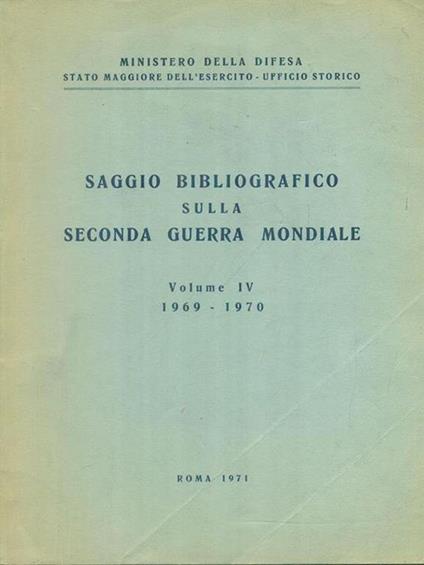 MINISTERO DELLA DIFESA
STATO MAGGIORE DELL'ESERCITO - UFFICIO STORICO
SAGGIO BIBLIOGRAFICO
SULLA
SECONDA GUERRA MONDIALE
Volume IV
1969 - 1970
ROMA 1971